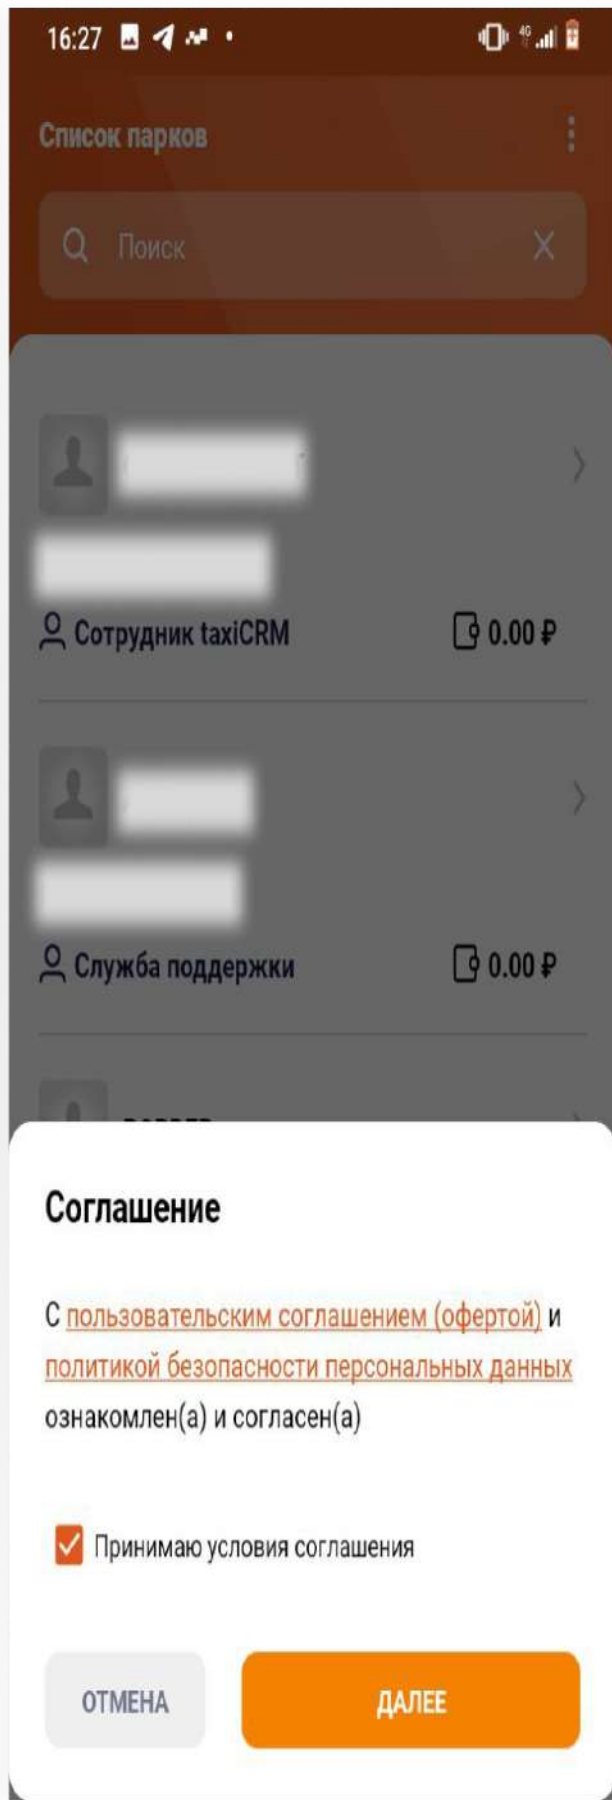 16:27
4G
Список парков
Поиск
Сотрудник taxiCRM
0.00 ₽
Служба поддержки
0.00 ₽
Соглашение
С пользовательским соглашением (офертой) и
политикой безопасности персональных данных
ознакомлен(а) и согласен(а)
Принимаю условия соглашения
ОТМЕНА
ДАЛЕЕ